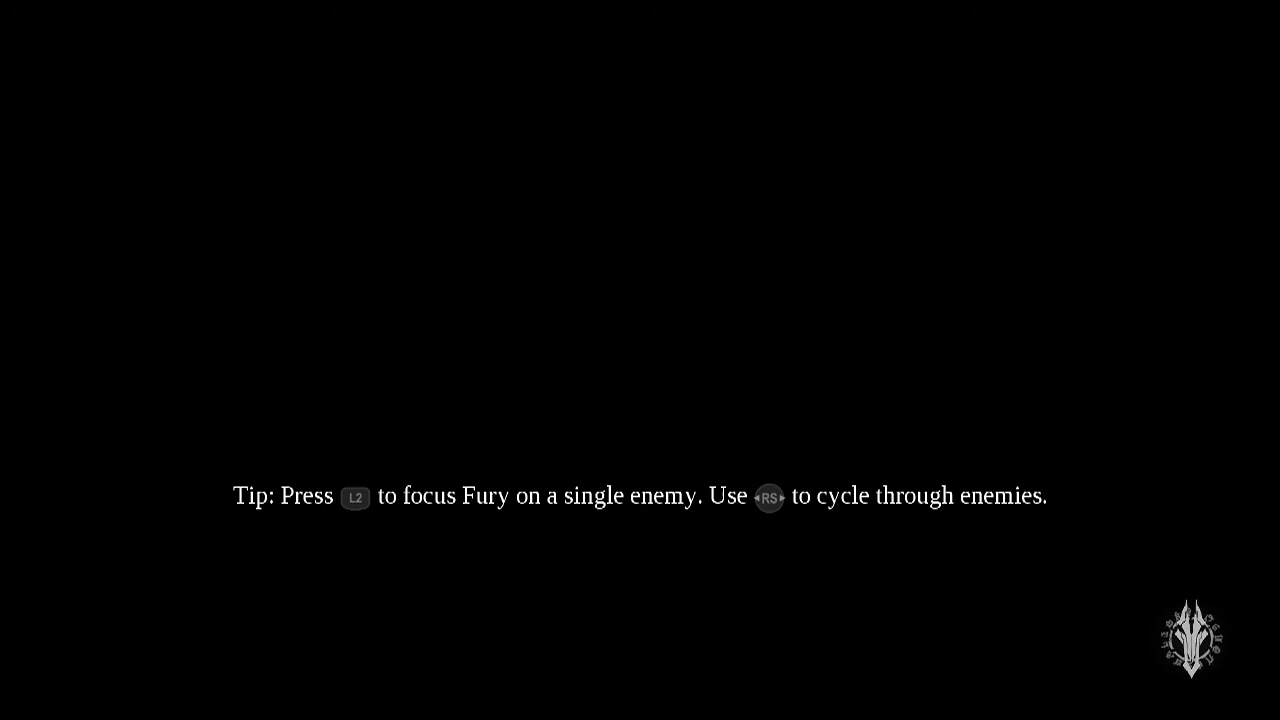 Tip: Press L2 to focus Fury on a single enemy. Use RS to cycle through enemies.